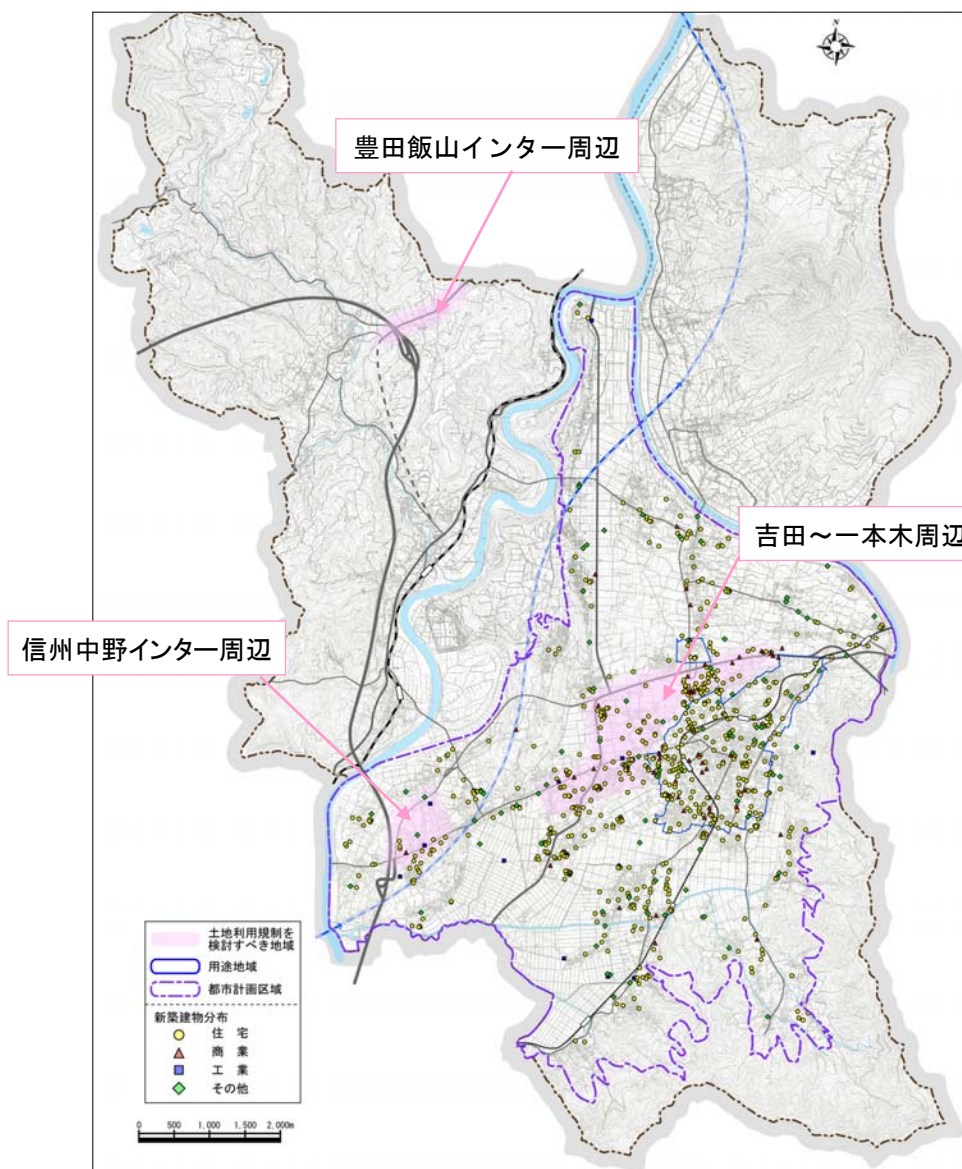 N
豊田飯山インター周辺
吉田～一本木周辺
信州中野インター周辺
土地利用規制を
検討すべき地域
用途地域
都市計画区域
新築建物分布
住　宅
商　業
工　業
その他
0 500 1,000 1,500 2,000m